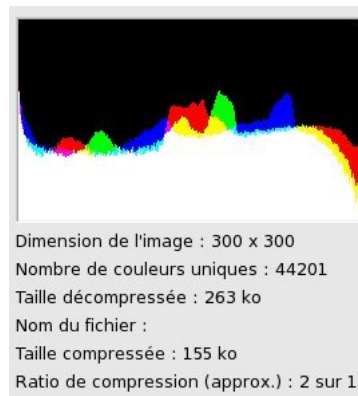 Dimension de l'image : 300 x 300
Nombre de couleurs uniques : 44201
Taille décompressée : 263 ko
Nom du fichier :
Taille compressée : 155 ko
Ratio de compression (approx.) : 2 sur 1